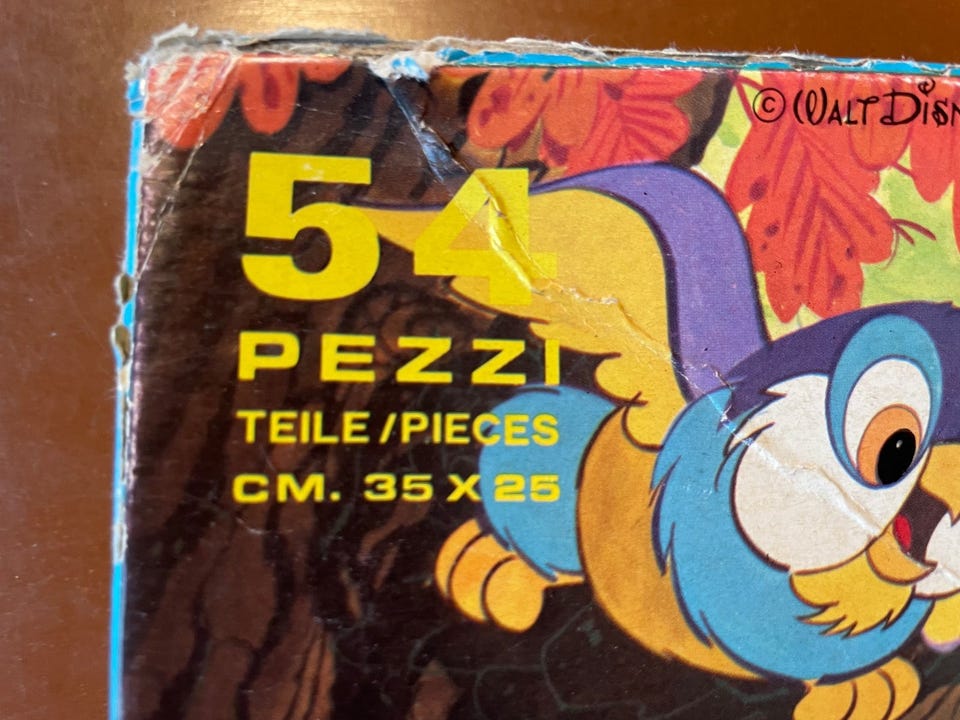 © WALT DISN
54
PEZZI
TEILE/PIECES
CM. 35 X 25